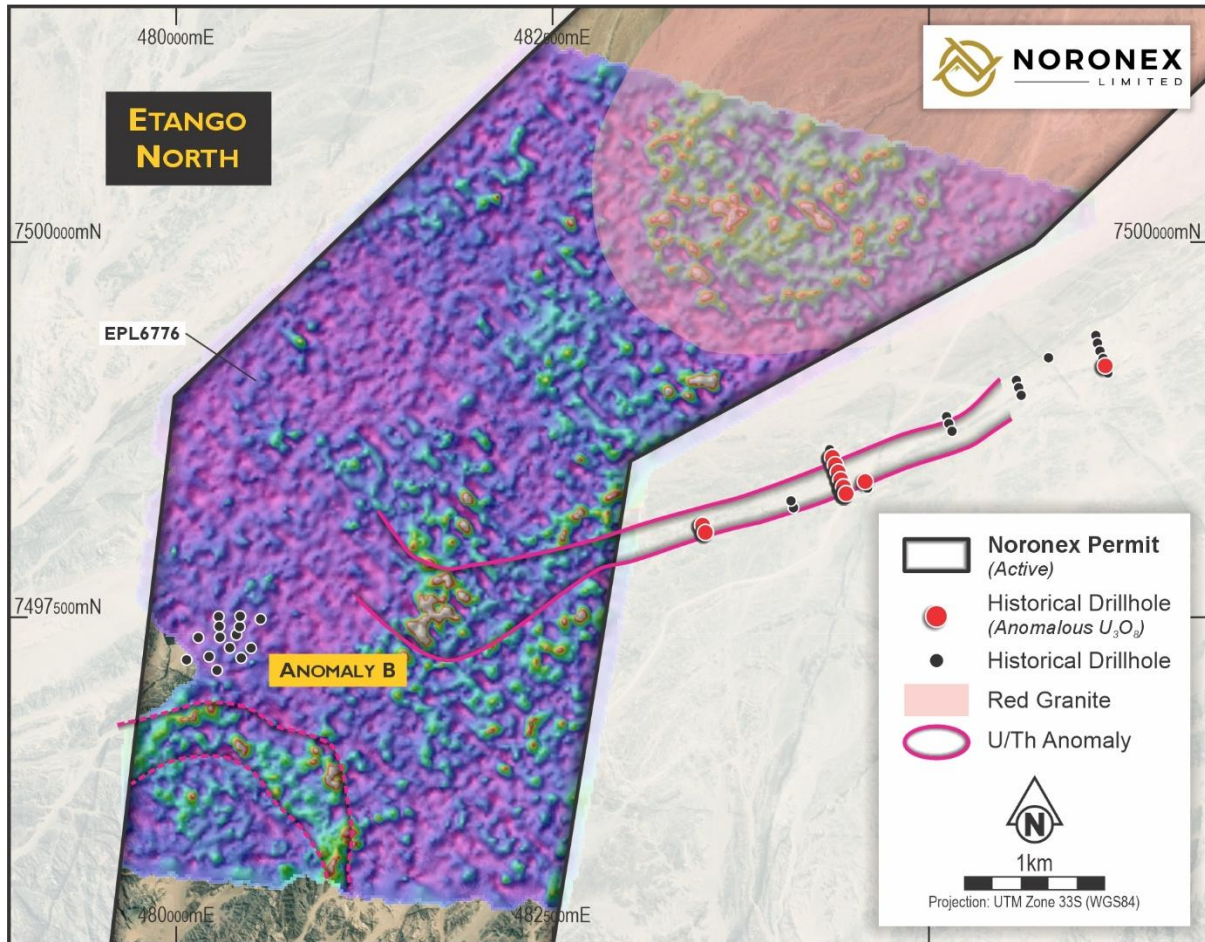 480000mE
482500mE
NORONEX
LIMITED
ETANGO
NORTH
7500000mN
7500000mN
EPL6776
7497500mN
ANOMALY B
Noronex Permit
(Active)
Historical Drillhole
(Anomalous U₃O₈)
Historical Drillhole
Red Granite
U/Th Anomaly
N
1km
Projection: UTM Zone 33S (WGS84)
480000mE
482500mE